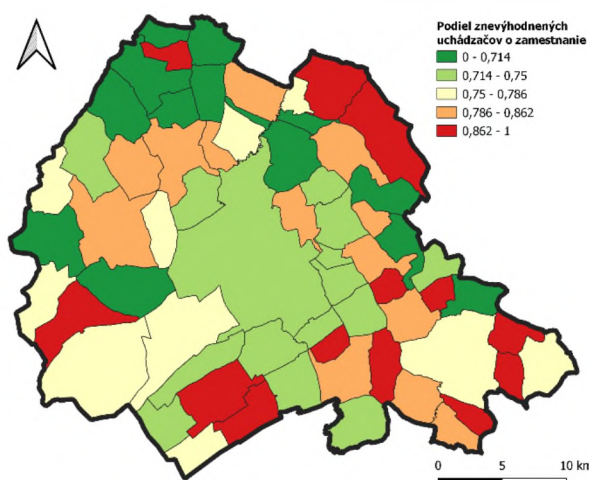 Podiel znevýhodnených
uchádzačov o zamestnanie
0 - 0,714
0,714 - 0,75
0,75 - 0,786
0,786 - 0,862
0,862 - 1
0 5 10 km